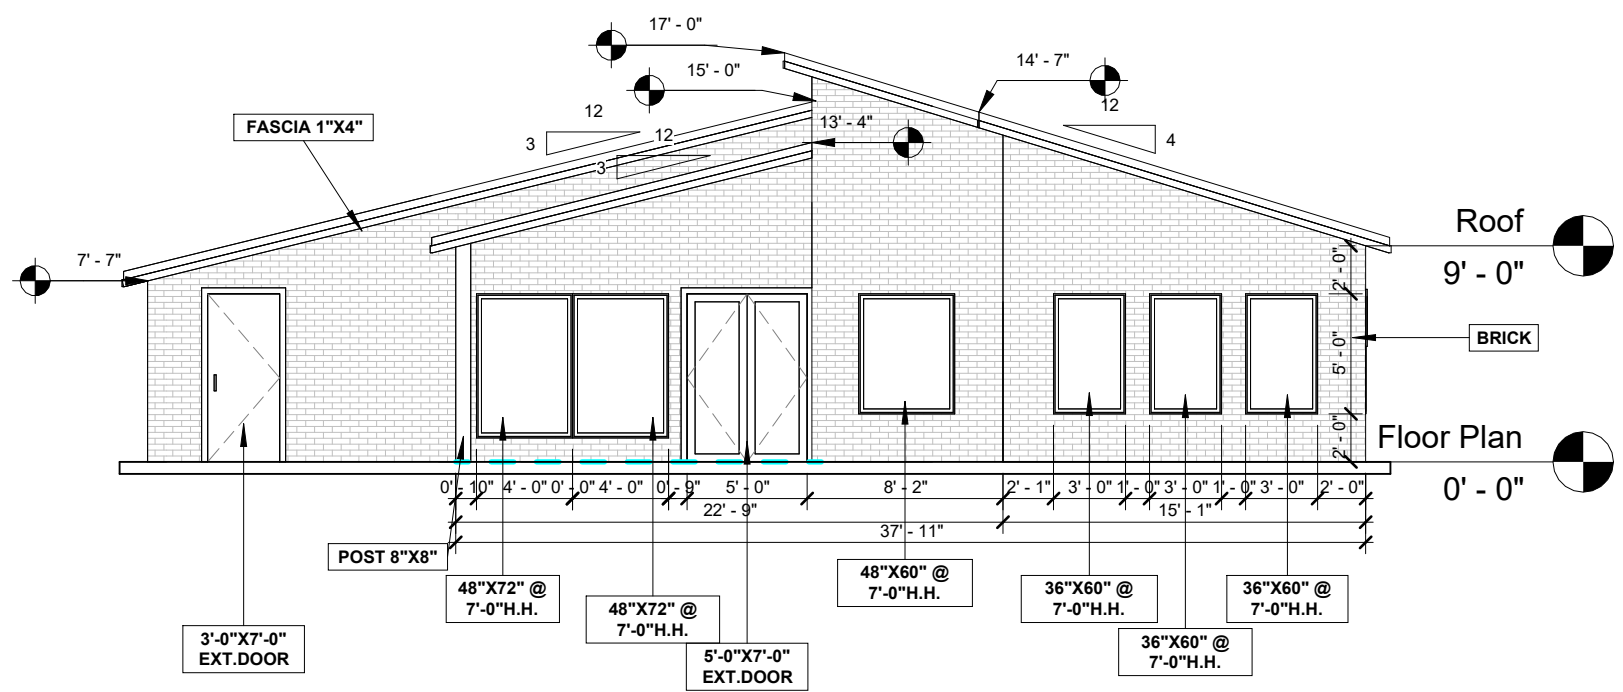 17' - 0"
15' - 0"
14' - 7"
12
12
13' - 4"
3
12
4
3
FASCIA 1"X4"
Roof
9' - 0"
7' - 7"
2' - 0"
5' - 0"
2' - 0"
BRICK
Floor Plan
0' - 0"
0' - 10"
4' - 0"
0' - 0"
4' - 0"
0' - 9"
5' - 0"
8' - 2"
2' - 1"
3' - 0"
1' - 0"
3' - 0"
1' - 0"
3' - 0"
2' - 0"
22' - 9"
15' - 1"
37' - 11"
POST 8"X8"
48"X72" @
7'-0"H.H.
48"X72" @
7'-0"H.H.
48"X60" @
7'-0"H.H.
36"X60" @
7'-0"H.H.
36"X60" @
7'-0"H.H.
36"X60" @
7'-0"H.H.
3'-0"X7'-0"
EXT.DOOR
5'-0"X7'-0"
EXT.DOOR